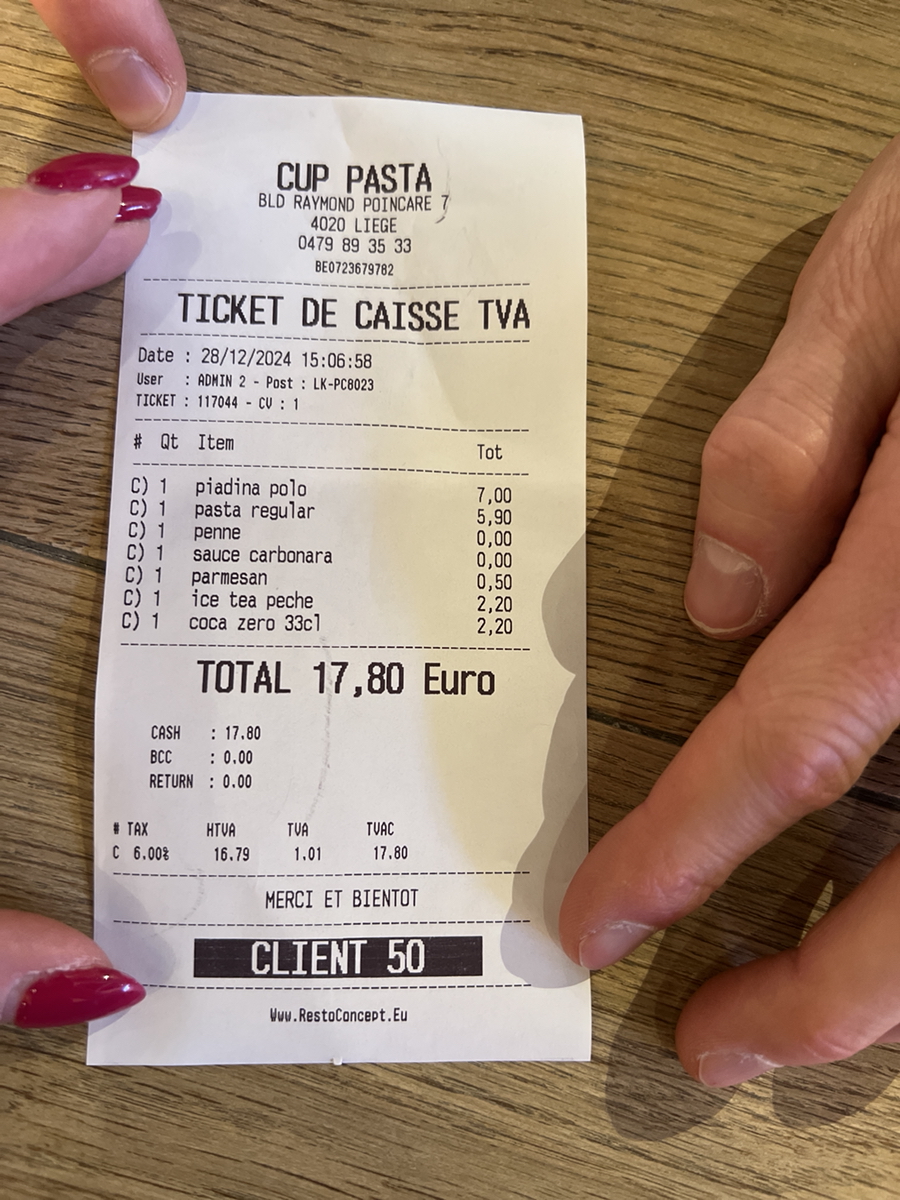 CUP PASTA
BLD RAYMOND POINCARE 7
4020 LIEGE
0479 89 35 33
BE0723679782
TICKET DE CAISSE TVA
Date : 28/12/2024 15:06:58
User : ADMIN 2 - Post : LK-PC8023
TICKET : 117044 - CV : 1
# Qt Item Tot
C) 1 piadina polo 7,00
C) 1 pasta regular 5,90
C) 1 penne 0,00
C) 1 sauce carbonara 0,00
C) 1 parmesan 0,50
C) 1 ice tea peche 2,20
C) 1 coca zero 33cl 2,20
TOTAL 17,80 Euro
CASH : 17.80
BCC : 0.00
RETURN : 0.00
# TAX HTVA TVA TVAC
C 6.00% 16.79 1.01 17.80
MERCI ET BIENTOT
CLIENT 50
Www.RestoConcept.Eu